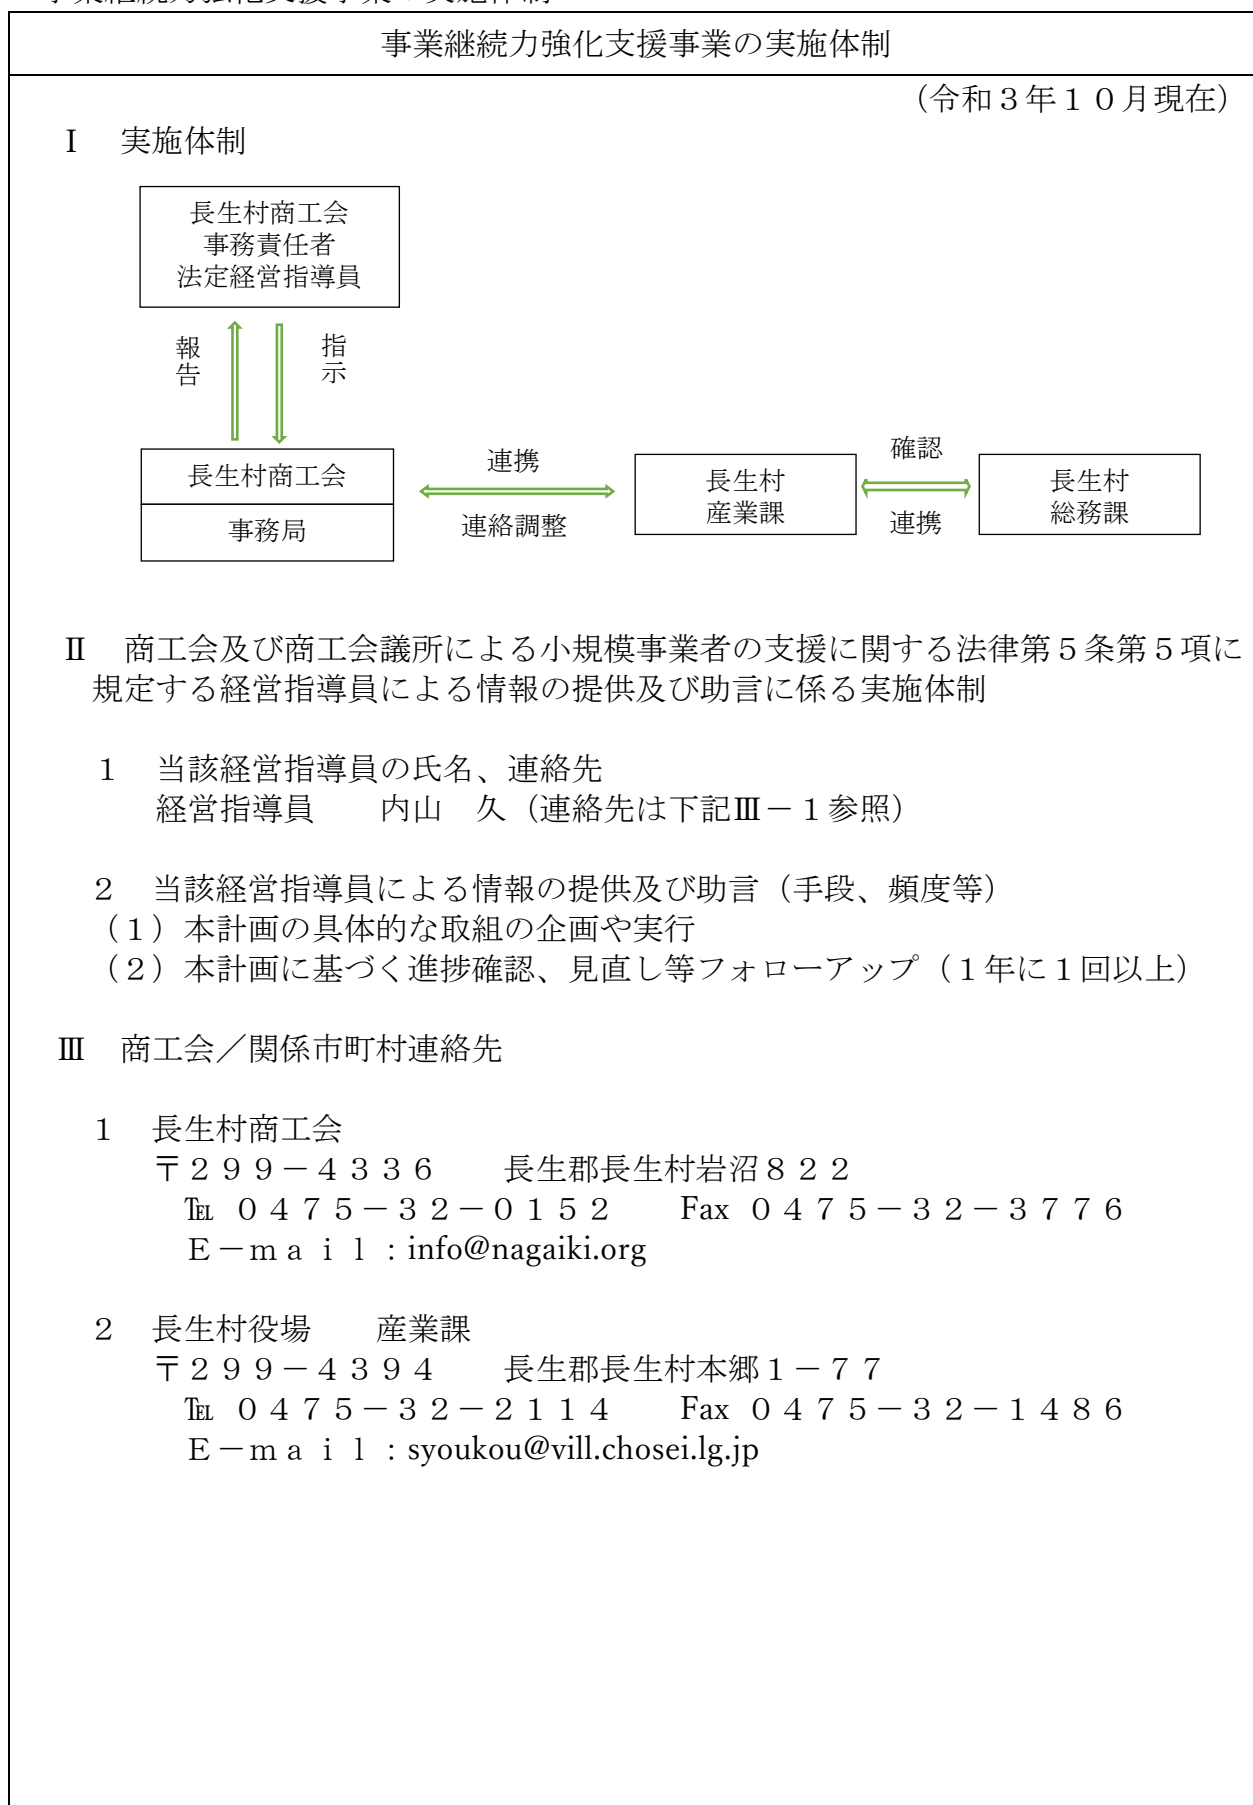 事業継続力強化支援事業の実施体制
（令和３年１０月現在）
Ⅰ　実施体制
長生村商工会
事務責任者
法定経営指導員
報告
指示
長生村商工会
事務局
連携
連絡調整
長生村
産業課
確認
連携
長生村
総務課
Ⅱ　商工会及び商工会議所による小規模事業者の支援に関する法律第５条第５項に
規定する経営指導員による情報の提供及び助言に係る実施体制
１　当該経営指導員の氏名、連絡先
経営指導員　　内山　久（連絡先は下記Ⅲ－１参照）
２　当該経営指導員による情報の提供及び助言（手段、頻度等）
（１）本計画の具体的な取組の企画や実行
（２）本計画に基づく進捗確認、見直し等フォローアップ（１年に１回以上）
Ⅲ　商工会／関係市町村連絡先
１　長生村商工会
〒２９９－４３３６　　長生郡長生村岩沼８２２
℡ ０４７５－３２－０１５２　　Fax ０４７５－３２－３７７６
Ｅ－ｍａｉｌ：info@nagaiki.org
２　長生村役場　　産業課
〒２９９－４３９４　　長生郡長生村本郷１－７７
℡ ０４７５－３２－２１１４　　Fax ０４７５－３２－１４８６
Ｅ－ｍａｉｌ：syoukou@vill.chosei.lg.jp